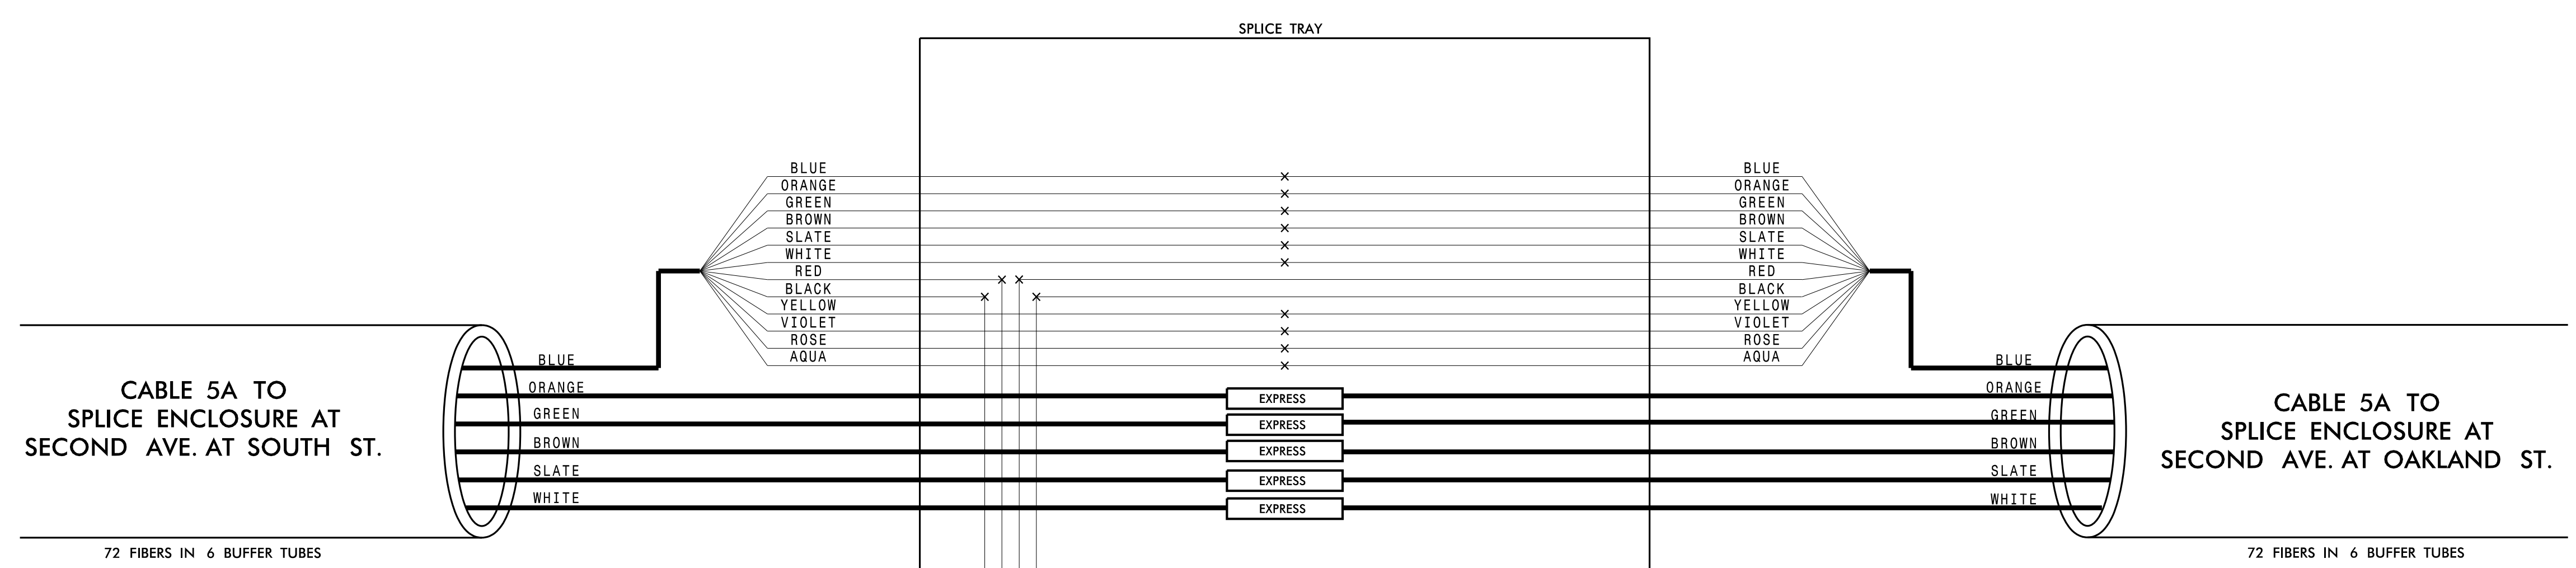 SPLICE TRAY
BLUE
ORANGE
GREEN
BROWN
SLATE
WHITE
RED
BLACK
YELLOW
VIOLET
ROSE
AQUA
BLUE
ORANGE
GREEN
BROWN
SLATE
WHITE
RED
BLACK
YELLOW
VIOLET
ROSE
AQUA
CABLE 5A TO
SPLICE ENCLOSURE AT
SECOND AVE. AT SOUTH ST.
72 FIBERS IN 6 BUFFER TUBES
BLUE
ORANGE
GREEN
BROWN
SLATE
WHITE
EXPRESS
EXPRESS
EXPRESS
EXPRESS
EXPRESS
BLUE
ORANGE
GREEN
BROWN
SLATE
WHITE
CABLE 5A TO
SPLICE ENCLOSURE AT
SECOND AVE. AT OAKLAND ST.
72 FIBERS IN 6 BUFFER TUBES